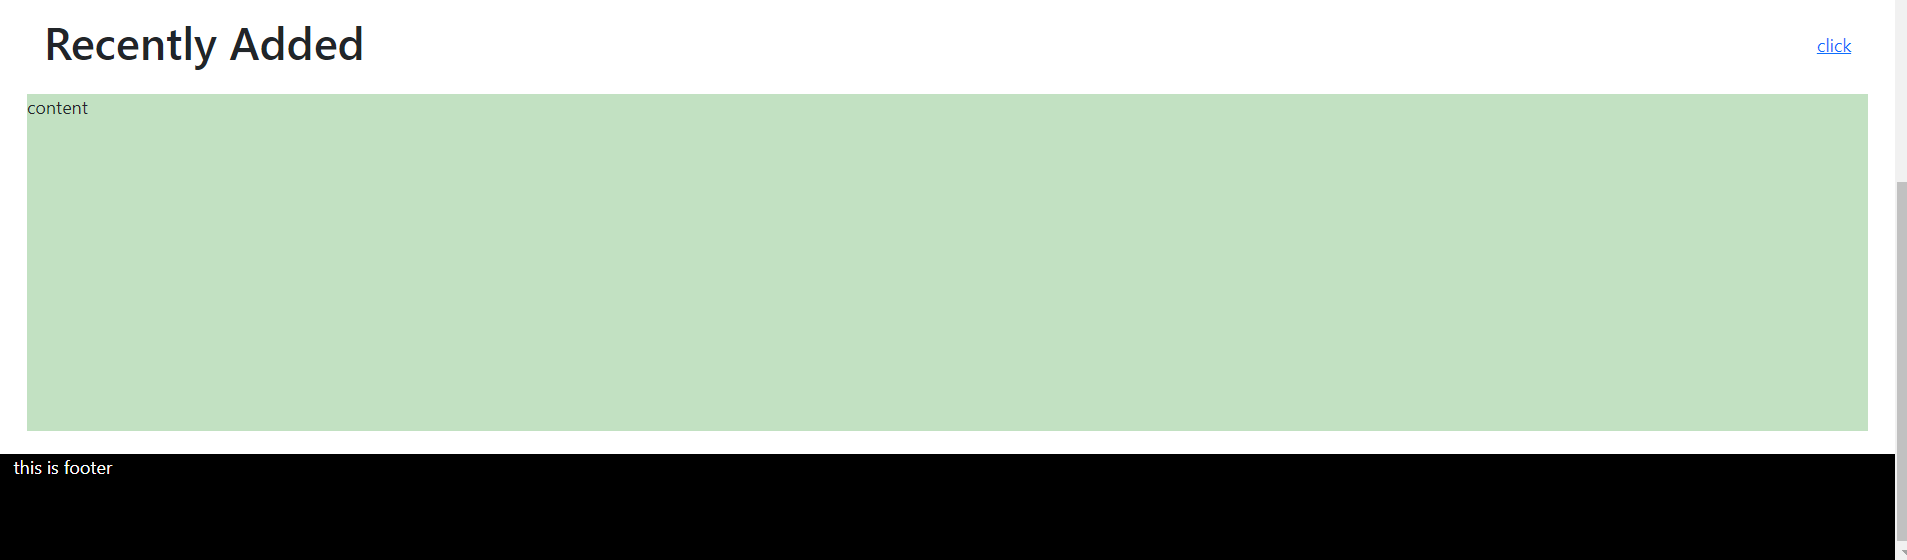 Recently Added
click
content
this is footer